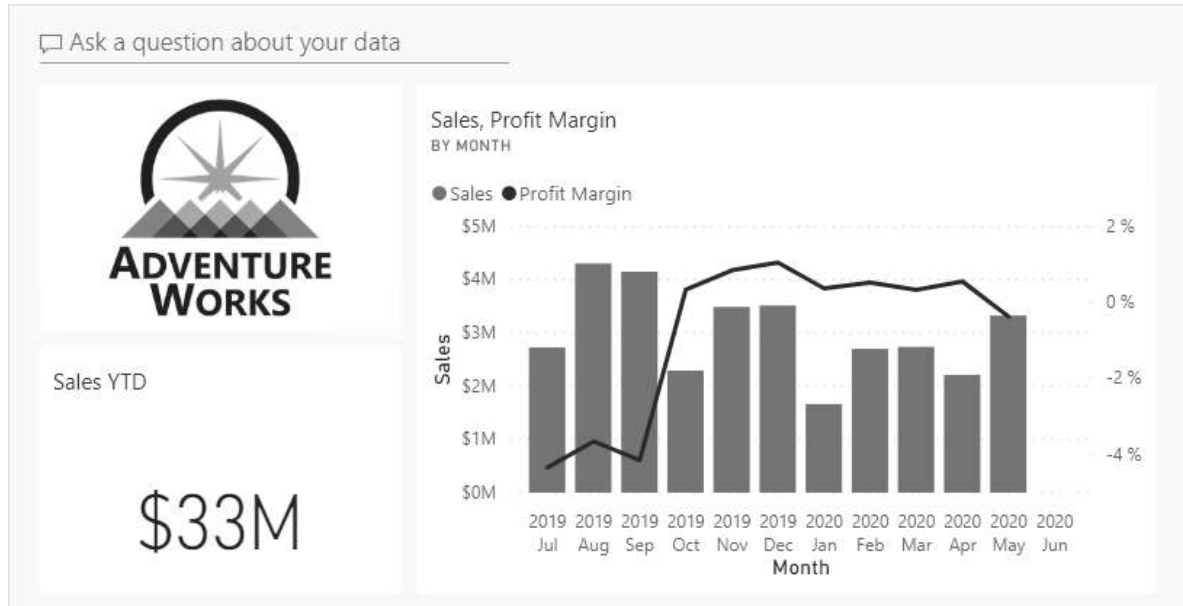 Ask a question about your data
ADVENTURE
WORKS
Sales YTD
$33M
Sales, Profit Margin
BY MONTH
Sales Profit Margin
$5M
$4M
$3M
$2M
$1M
$0M
Sales
2 %
0 %
-2 %
-4 %
2019 2019 2019 2019 2019 2019 2020 2020 2020 2020 2020 2020
Jul Aug Sep Oct Nov Dec Jan Feb Mar Apr May Jun
Month